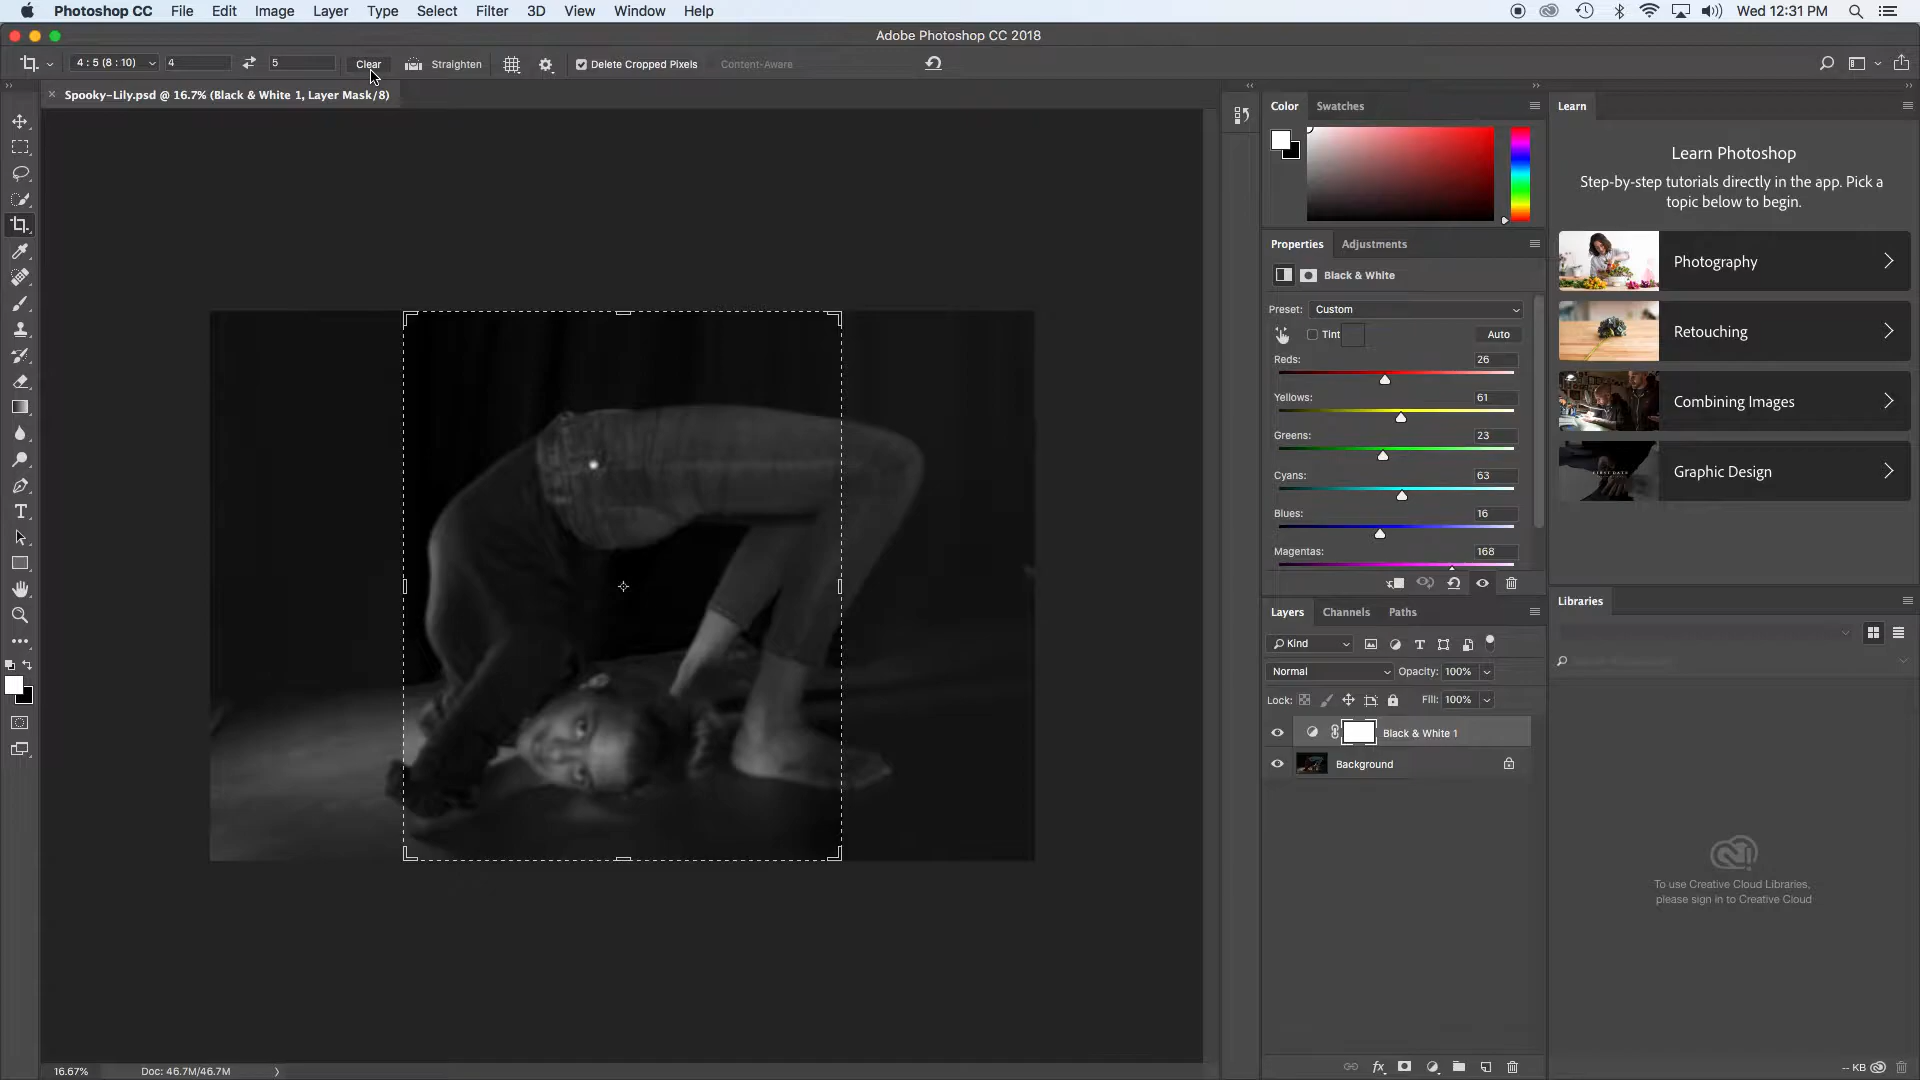 Photoshop CC File Edit Image Layer Type Select Filter 3D View Window Help Wed 12:31 PM
Adobe Photoshop CC 2018
4 : 5 (8 : 10) 4 5 Clear Straighten Delete Cropped Pixels Content-Aware
Spooky-Lily.psd @ 16.7% (Black & White 1, Layer Mask/8)
Color Swatches
Learn
Learn Photoshop
Step-by-step tutorials directly in the app. Pick a
topic below to begin.
Photography
Retouching
Combining Images
Graphic Design
Properties Adjustments
Black & White
Preset: Custom
Tint Auto
Reds: 26
Yellows: 61
Greens: 23
Cyans: 63
Blues: 16
Magentas: 168
Layers Channels Paths
Kind
Normal Opacity: 100%
Lock: Fill: 100%
Black & White 1
Background
Libraries
To use Creative Cloud Libraries,
please sign in to Creative Cloud
-- KB
16.67% Doc: 46.7M/46.7M